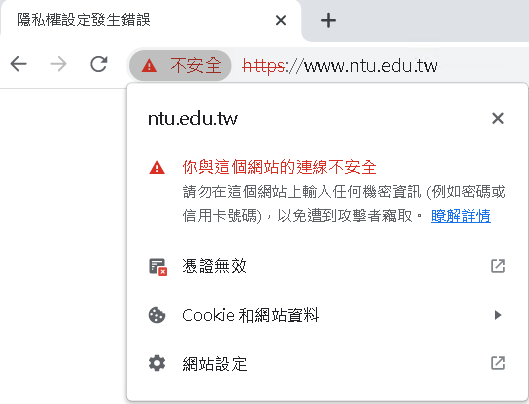 隱私權設定發生錯誤
不安全 https://www.ntu.edu.tw
ntu.edu.tw
你與這個網站的連線不安全
請勿在這個網站上輸入任何機密資訊 (例如密碼或
信用卡號碼)，以免遭到攻擊者竊取。 瞭解詳情
憑證無效
Cookie 和網站資料
網站設定